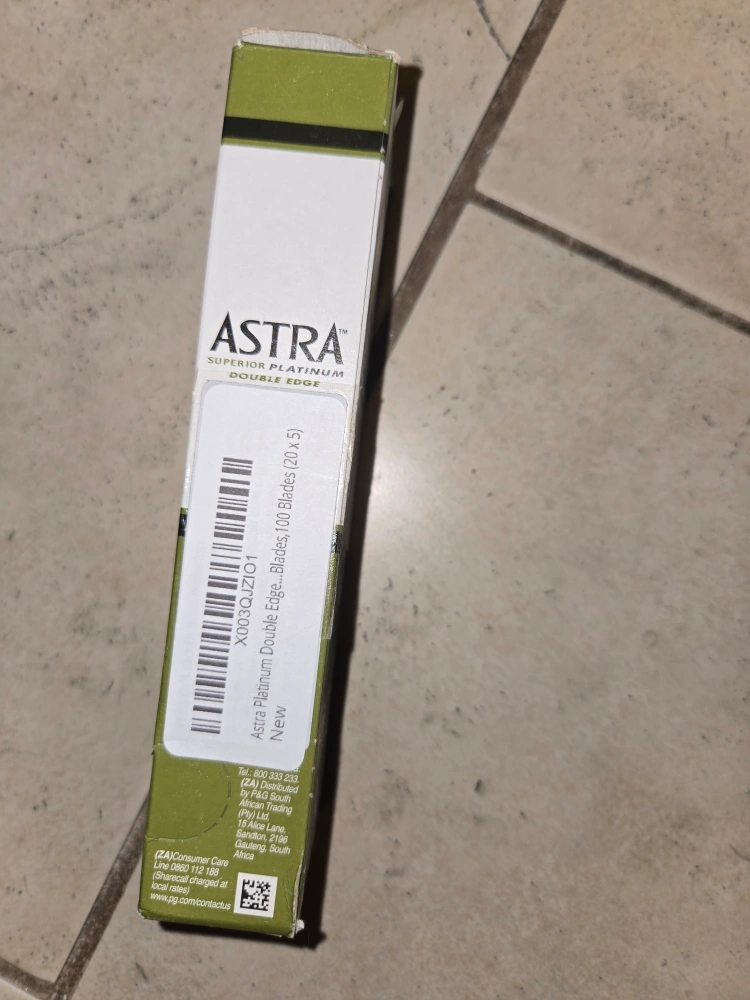 ASTRA™
SUPERIOR PLATINUM
DOUBLE EDGE
X003QJZIO1
Astra Platinum Double Edge...Blades,100 Blades (20 x 5)
New
Tel.: 800 333 233.
(ZA) Distributed
by P&G South
African Trading
(Pty) Ltd,
15 Alice Lane,
Sandton, 2196
Gauteng, South
Africa
(ZA)Consumer Care
Line 0860 112 188
(Sharecall charged at
local rates)
www.pg.com/contactus